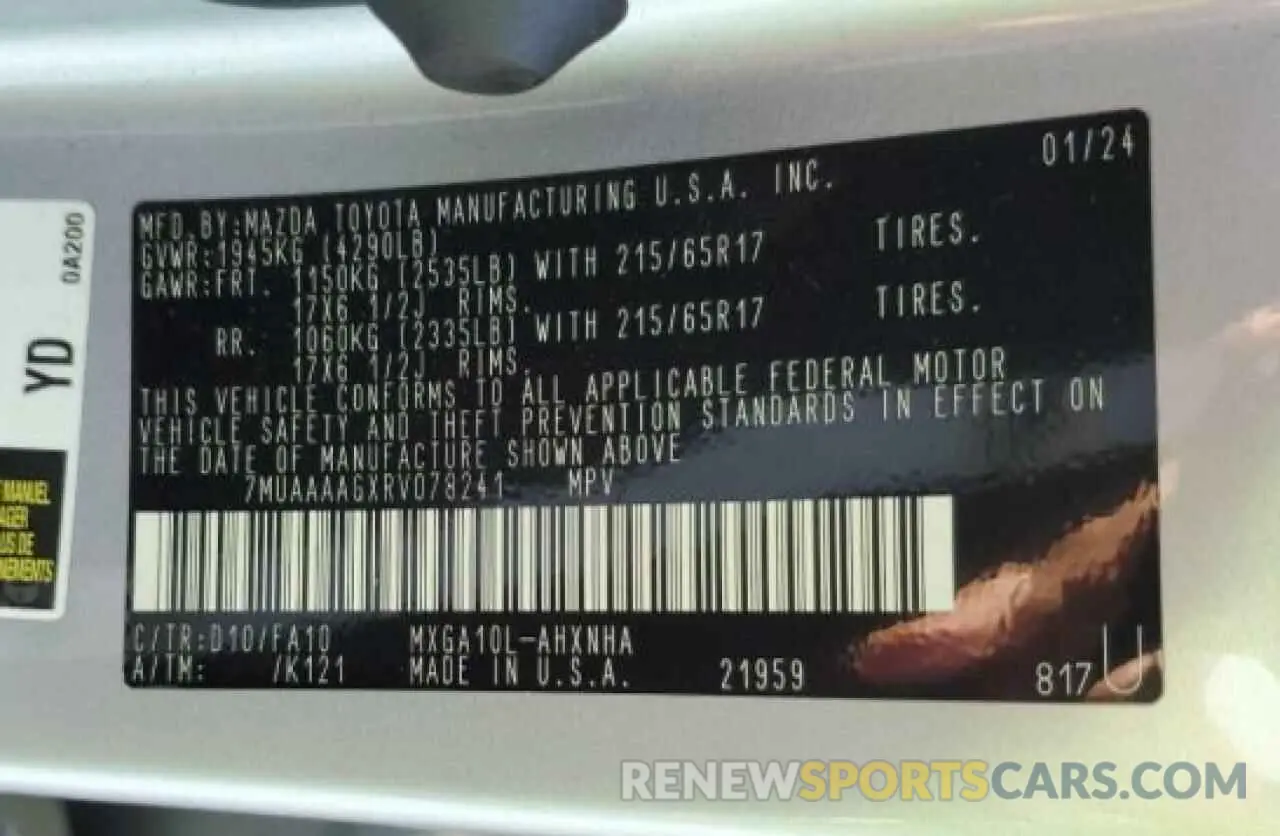 01/24
MFD.BY:MAZDA TOYOTA MANUFACTURING U.S.A. INC.
GVWR:1945KG (4290LB)
GAWR:FRT. 1150KG (2535LB) WITH 215/65R17 TIRES.
17X6 1/2J RIMS.
RR. 1060KG (2335LB) WITH 215/65R17 TIRES.
17X6 1/2J RIMS.
THIS VEHICLE CONFORMS TO ALL APPLICABLE FEDERAL MOTOR
VEHICLE SAFETY AND THEFT PREVENTION STANDARDS IN EFFECT ON
THE DATE OF MANUFACTURE SHOWN ABOVE
7MUAAAAGXRV078241 MPV
C/TR:D10/FA10 MXGA10L-AHXNHA
A/TM: /K121 MADE IN U.S.A. 21959 817 U
0A200
YD
MANUEL
US DE
RENEWSPORTSCARS.COM